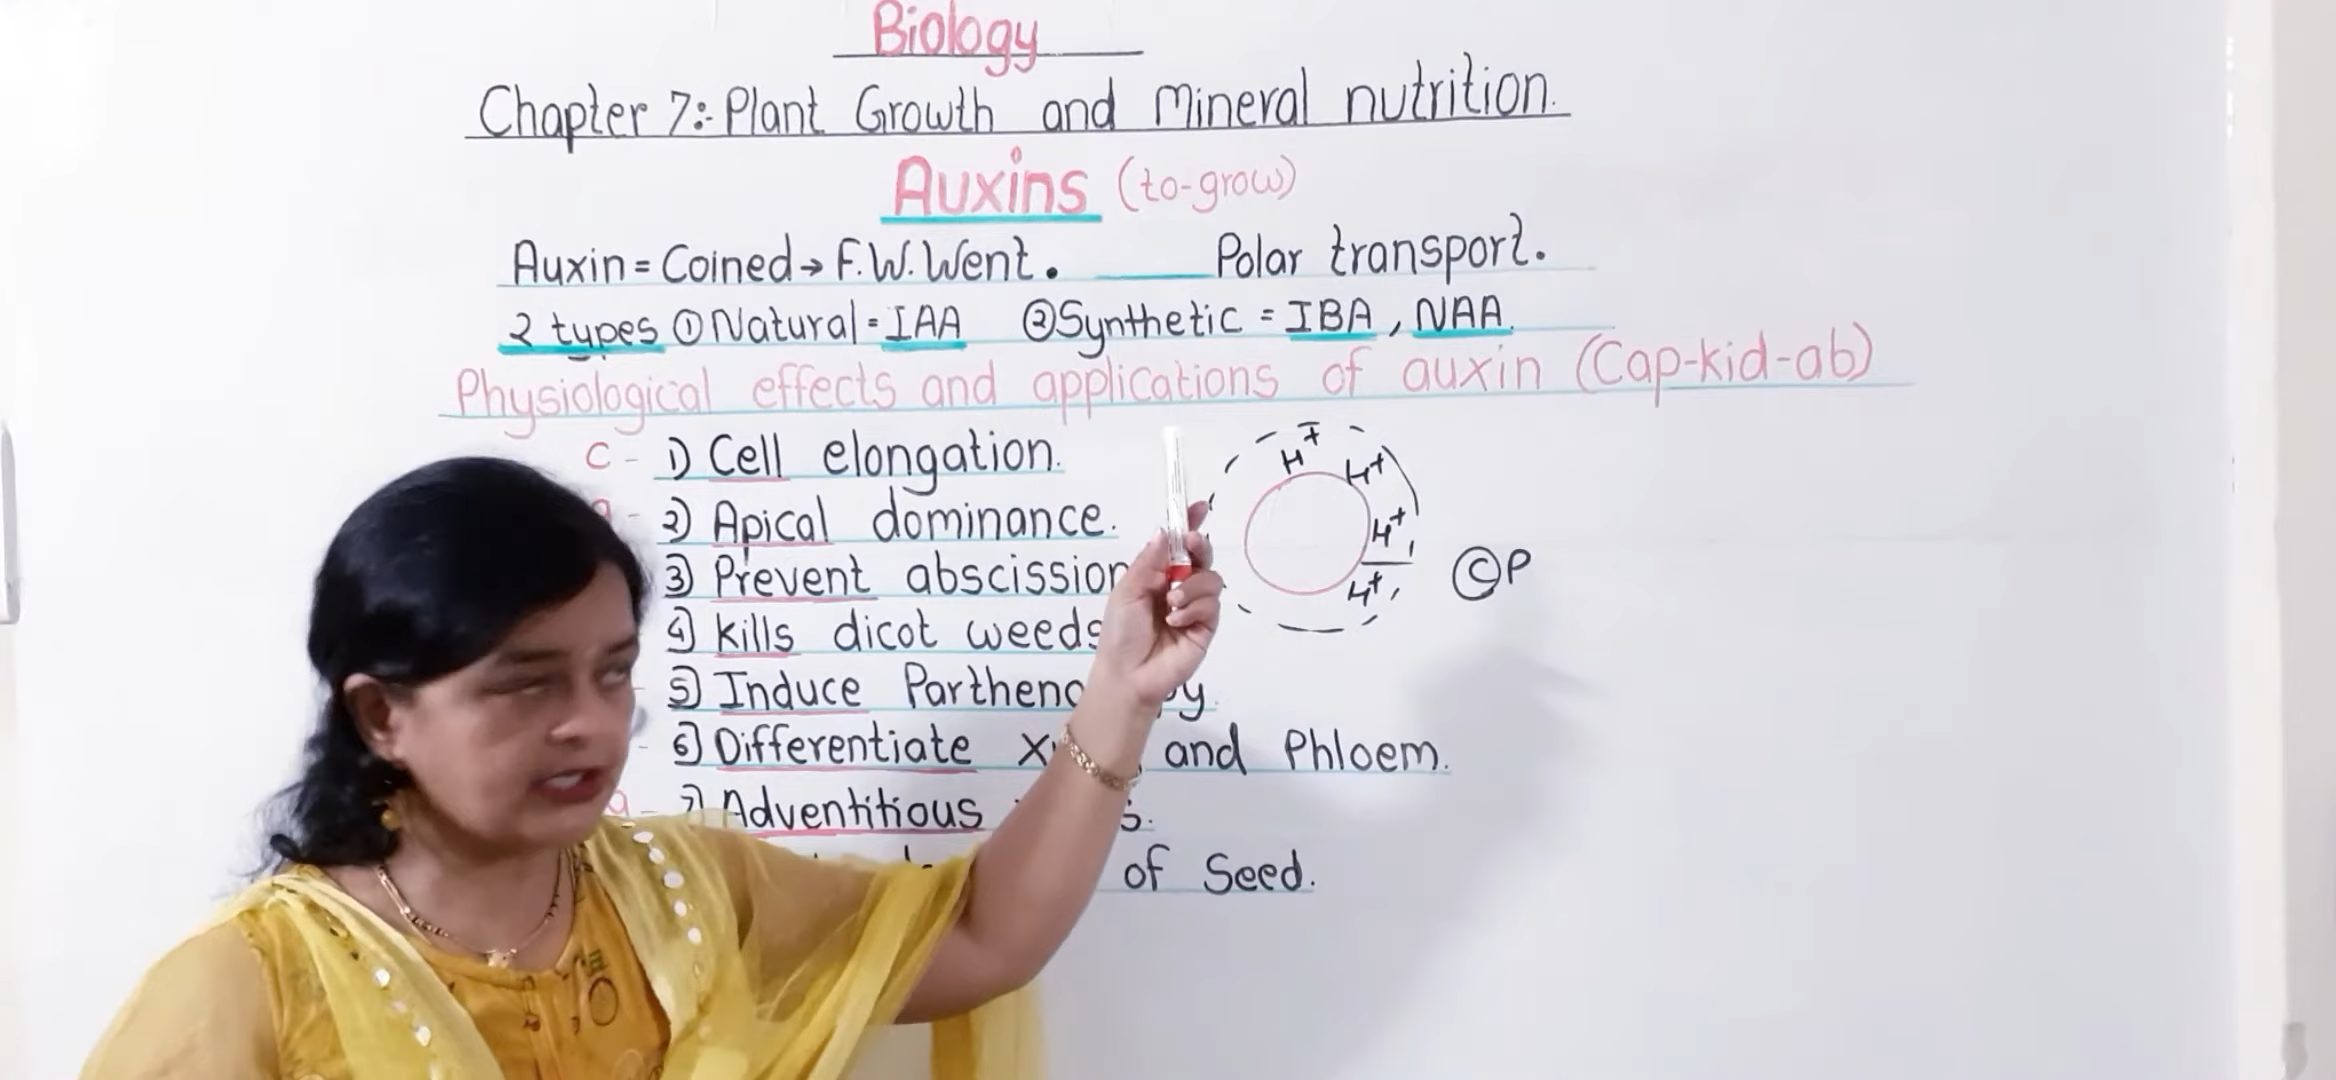 Biology
Chapter 7:- Plant Growth and Mineral nutrition.
Auxins (to-grow)
Auxin = Coined → F.W. Went. Polar transport.
2 types ① Natural = IAA ② Synthetic = IBA, NAA.
Physiological effects and applications of auxin (Cap-kid-ab)
C - 1) Cell elongation.
a - 2) Apical dominance.
3) Prevent abscission
4) Kills dicot weeds
5) Induce
6) Differentiate and Phloem.
a - 7) Adventitious
of Seed.
H+
H+
H+
H+
©P